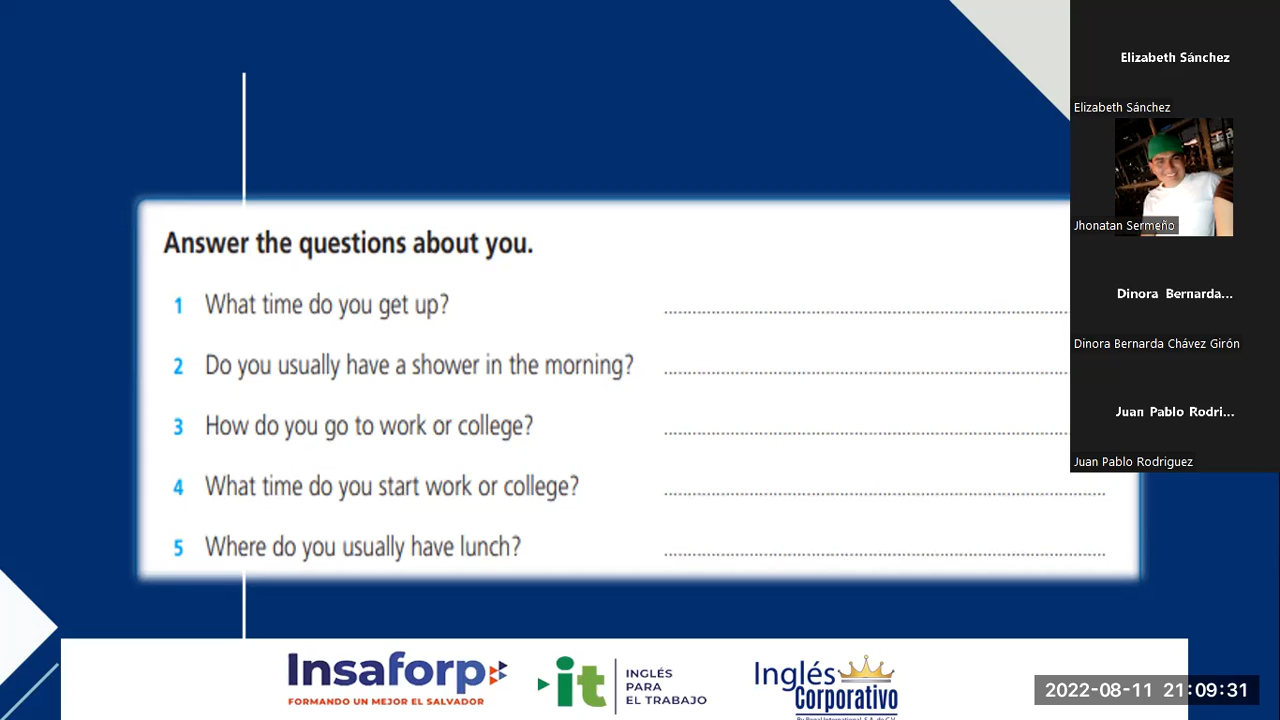 Answer the questions about you.
1 What time do you get up?
2 Do you usually have a shower in the morning?
3 How do you go to work or college?
4 What time do you start work or college?
5 Where do you usually have lunch?
Elizabeth Sánchez
Elizabeth Sánchez
Jhonatan Sermeño
Dinora Bernarda...
Dinora Bernarda Chávez Girón
Juan Pablo Rodri...
Juan Pablo Rodriguez
Insaforp
FORMANDO UN MEJOR EL SALVADOR
it
INGLÉS
PARA
EL TRABAJO
Inglés
Corporativo
2022-08-11 21:09:31